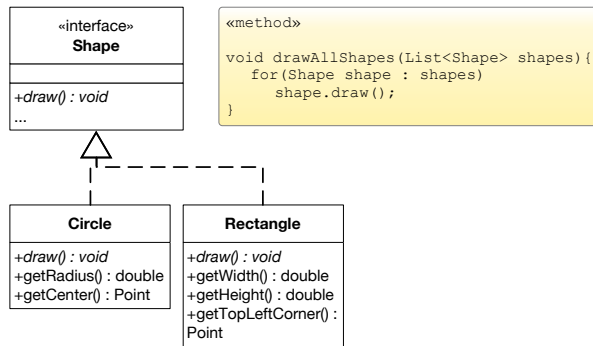 «interface»
Shape
+draw() : void
...
«method»
void drawAllShapes(List<Shape> shapes){
for(Shape shape : shapes)
shape.draw();
}
Circle
+draw() : void
+getRadius() : double
+getCenter() : Point
Rectangle
+draw() : void
+getWidth() : double
+getHeight() : double
+getTopLeftCorner() :
Point